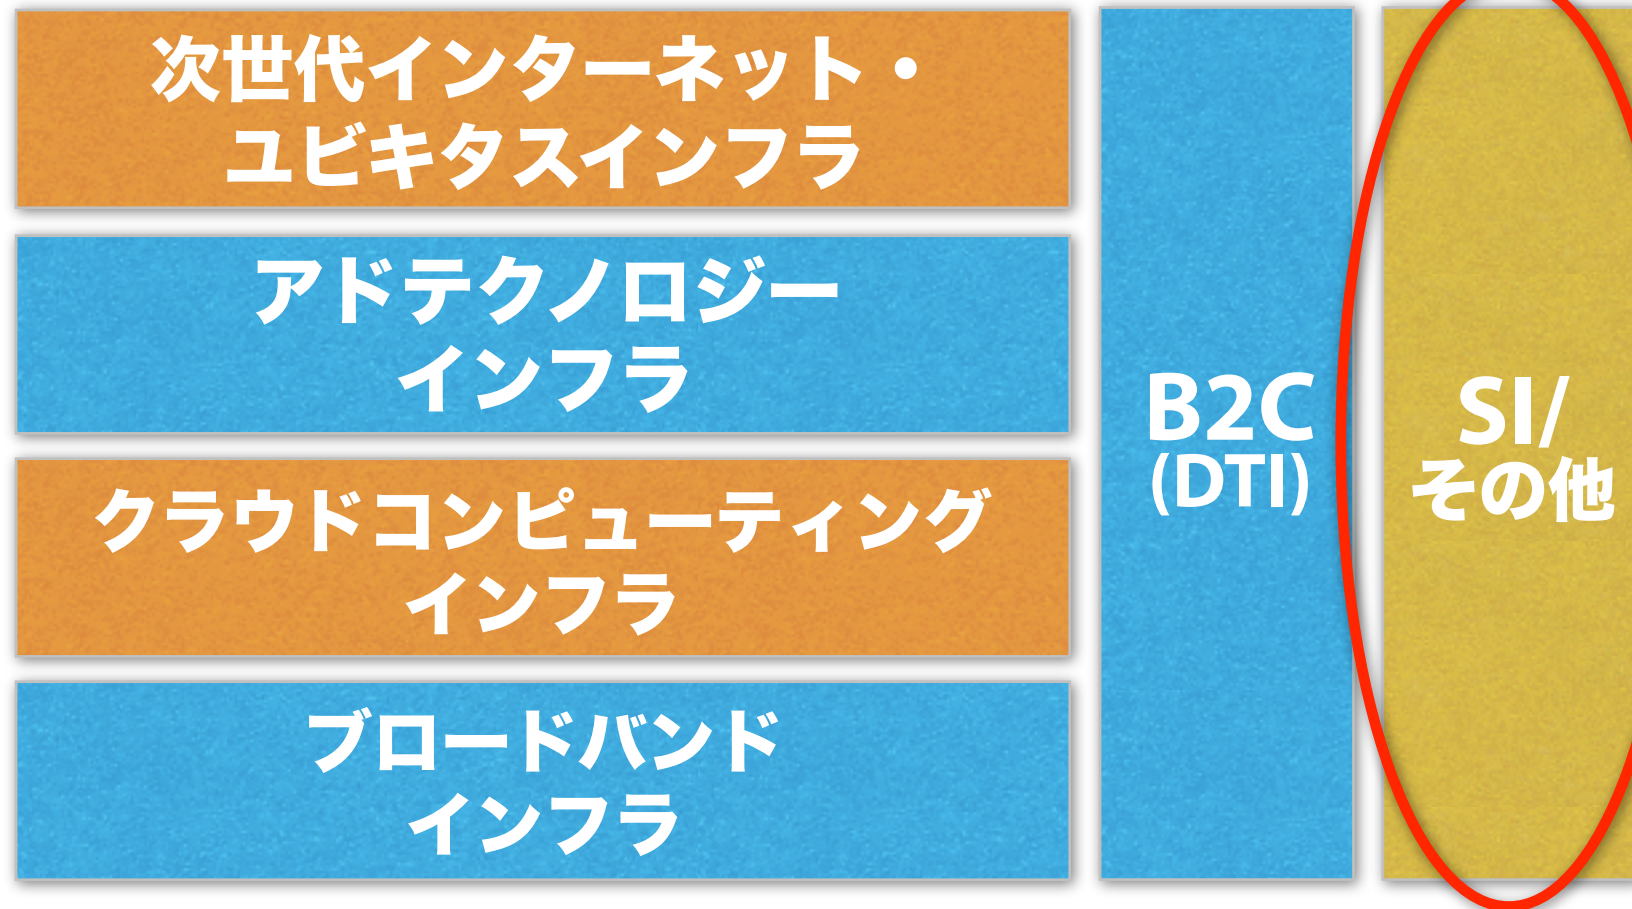 次世代インターネット・
ユビキタスインフラ
アドテクノロジー
インフラ
クラウドコンピューティング
インフラ
ブロードバンド
インフラ
B2C
(DTI)
SI/
その他